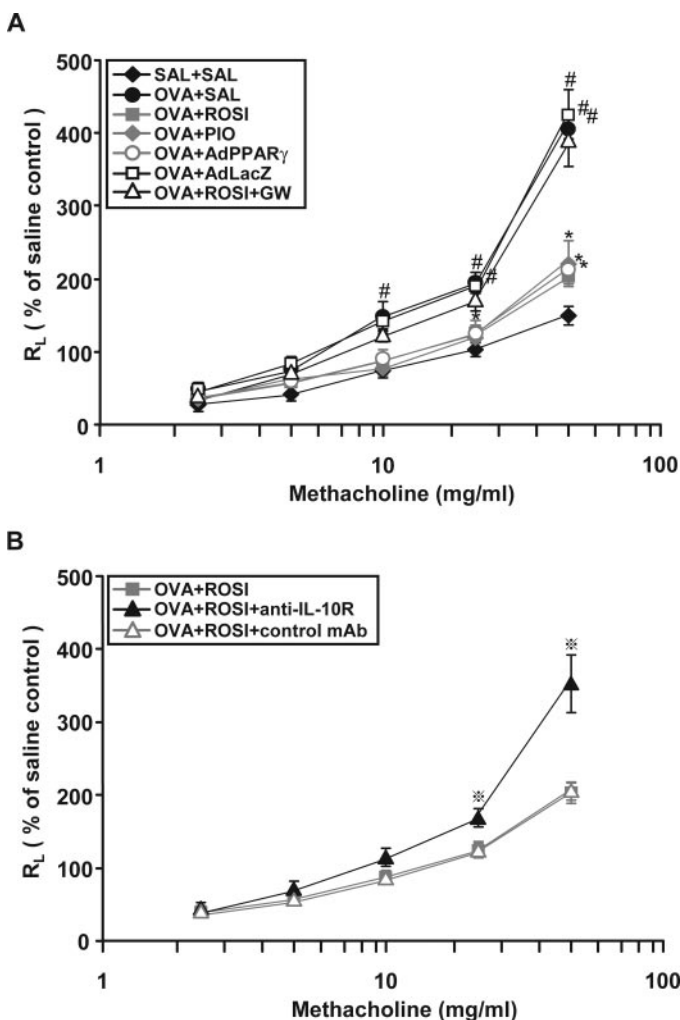 A
500
400
300
200
100
0
R_L ( % of saline control)
SAL+SAL
OVA+SAL
OVA+ROSI
OVA+PIO
OVA+AdPPARγ
OVA+AdLacZ
OVA+ROSI+GW
#
#
#
#
#
#
*
*
*
*
1
10
100
Methacholine (mg/ml)
B
500
400
300
200
100
0
R_L ( % of saline control)
OVA+ROSI
OVA+ROSI+anti-IL-10R
OVA+ROSI+control mAb
※
※
1
10
100
Methacholine (mg/ml)